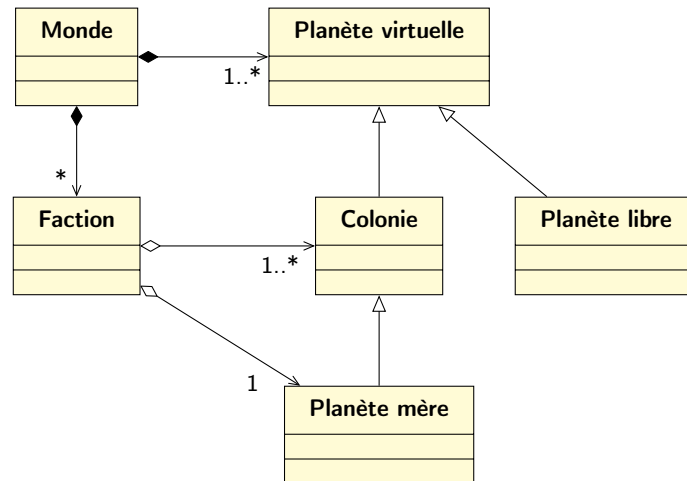 Monde
Planète virtuelle
1..*
*
Faction
Colonie
Planète libre
1..*
1
Planète mère